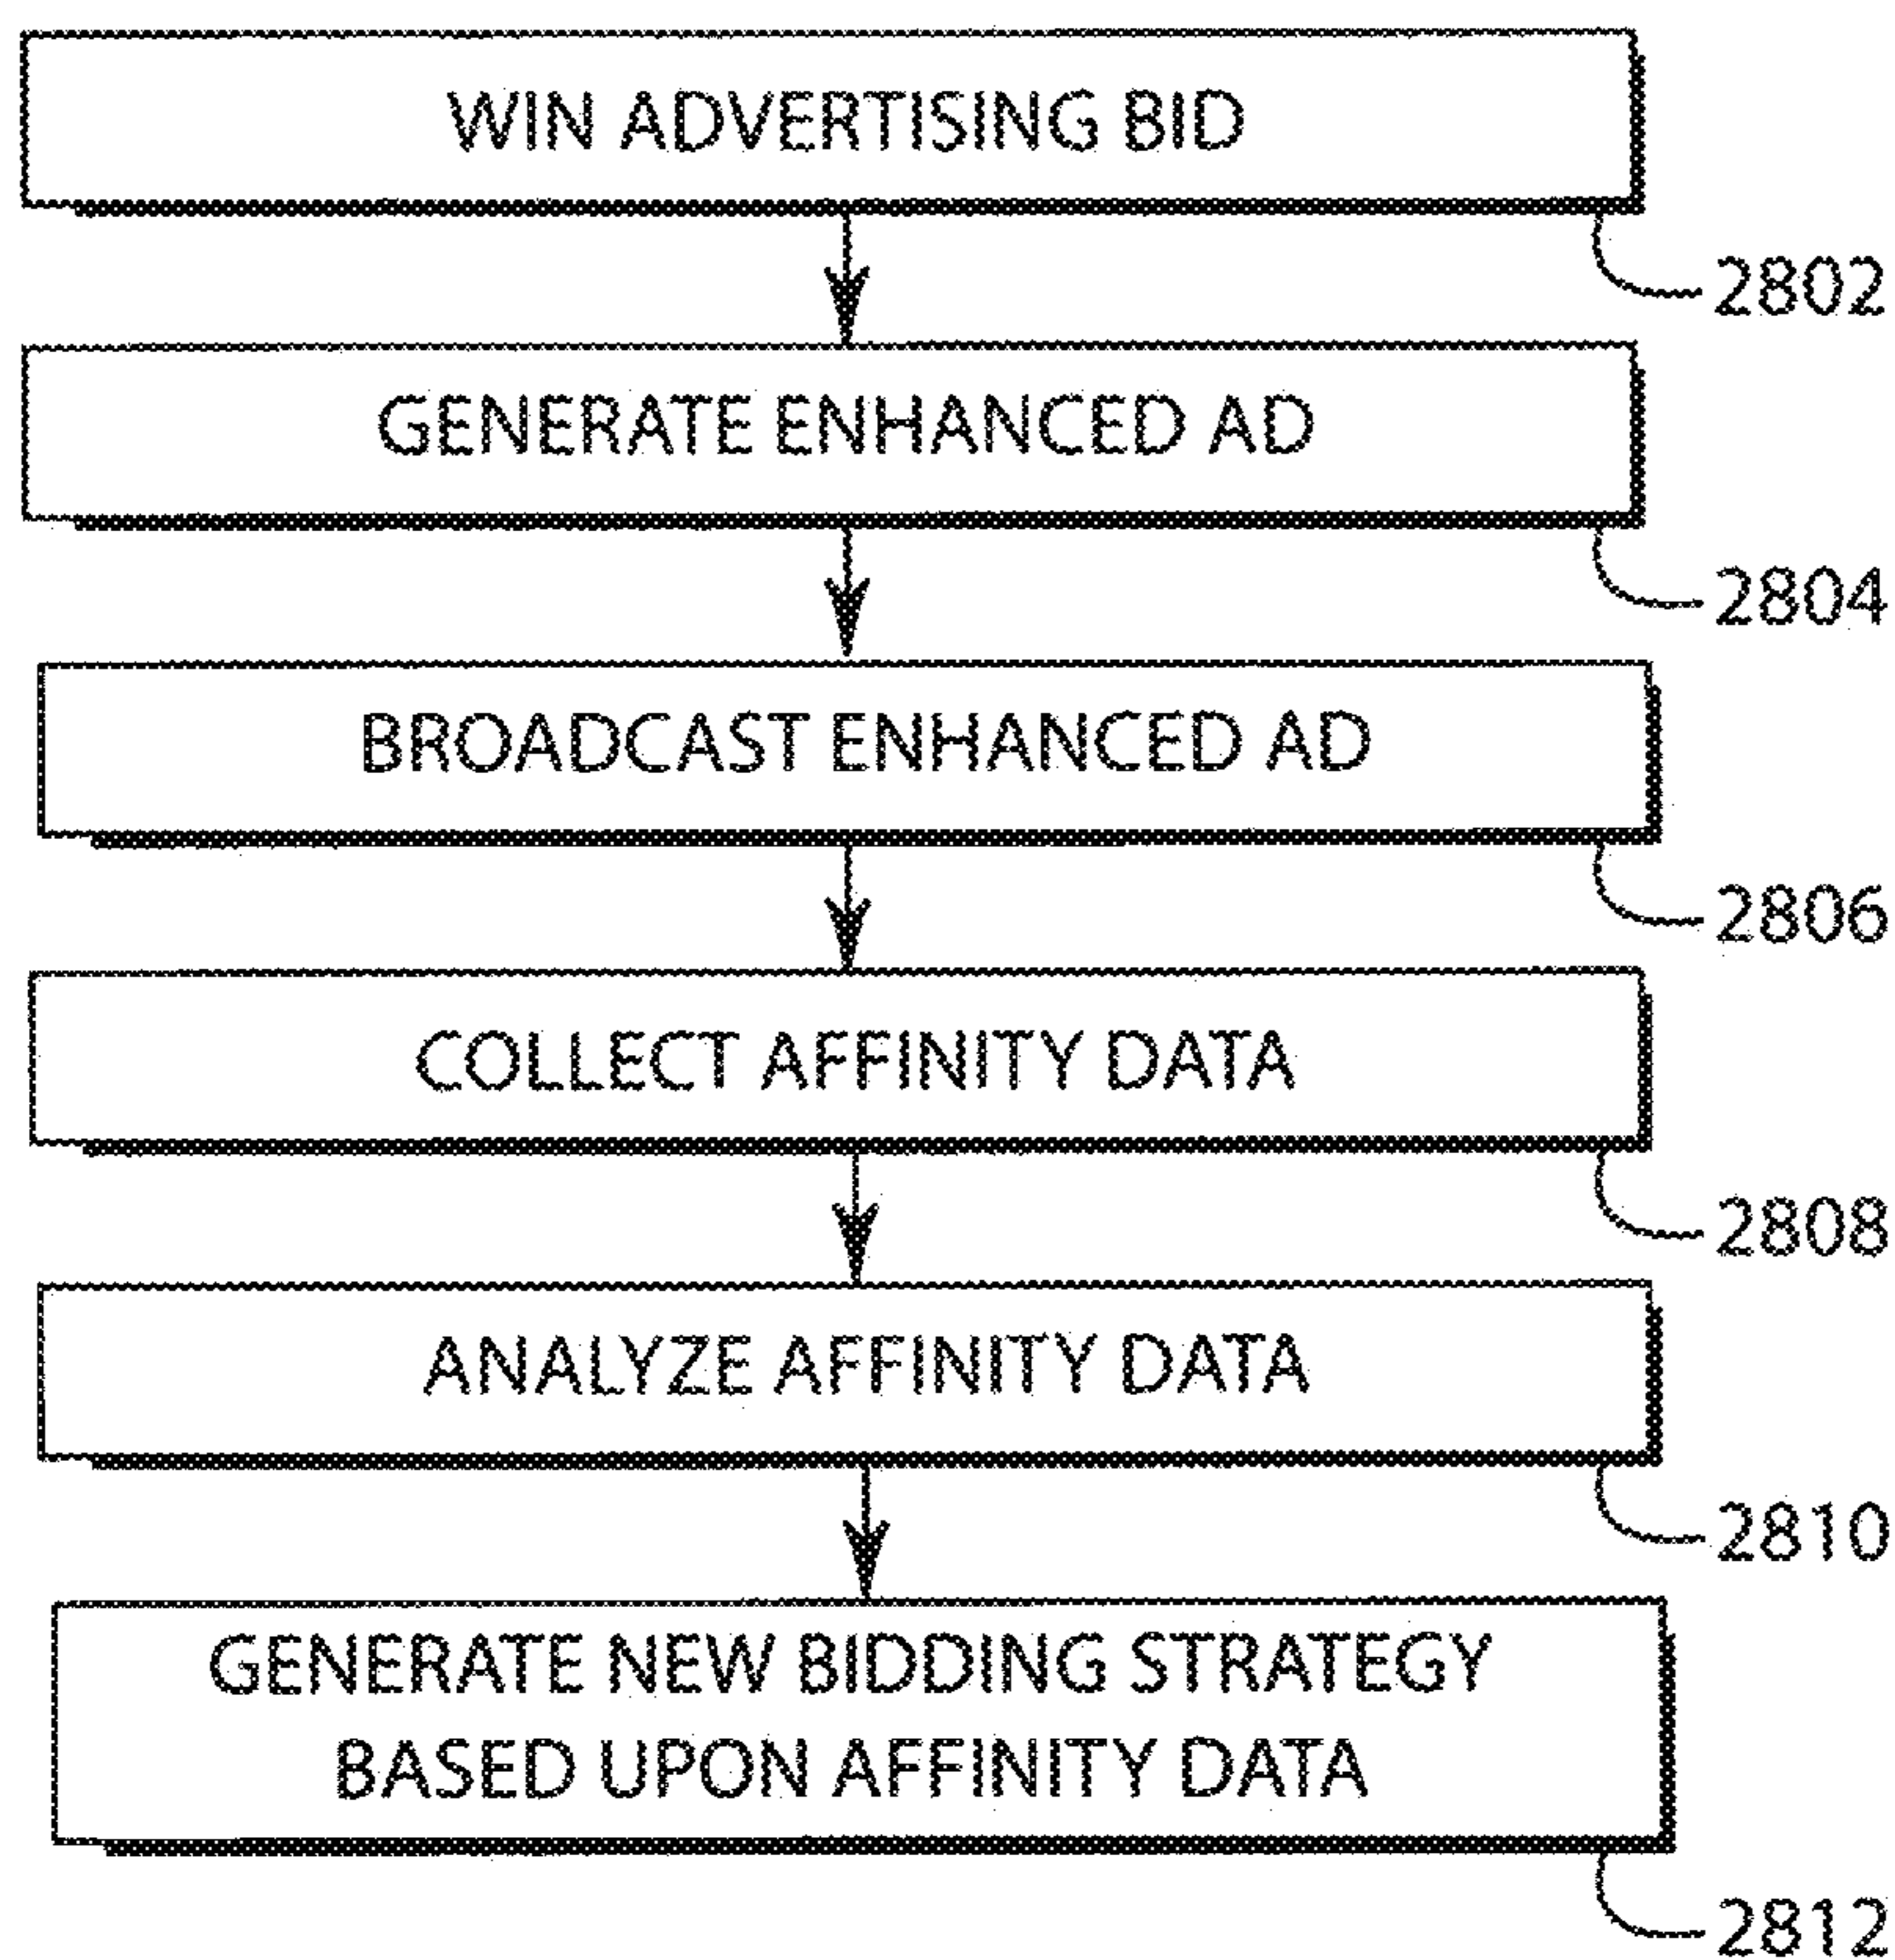 WIN ADVERTISING BID
2802
GENERATE ENHANCED AD
2804
BROADCAST ENHANCED AD
2806
COLLECT AFFINITY DATA
2808
ANALYZE AFFINITY DATA
2810
GENERATE NEW BIDDING STRATEGY
BASED UPON AFFINITY DATA
2812